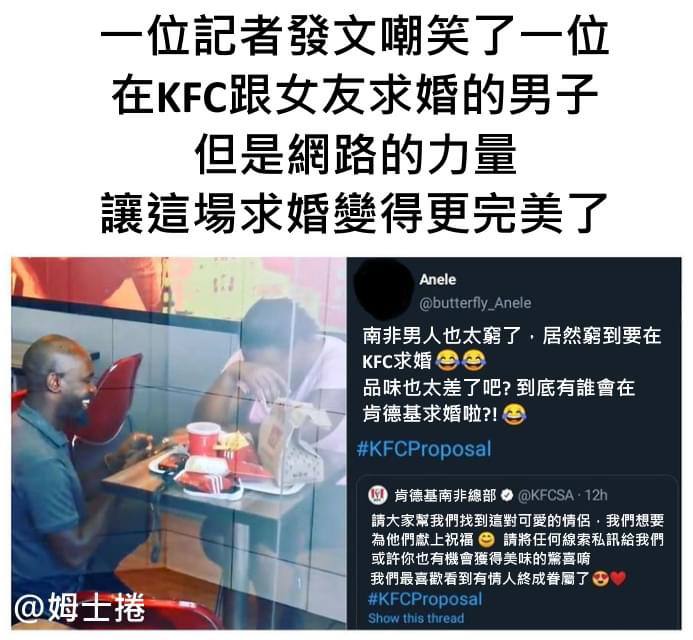 一位記者發文嘲笑了一位
在KFC跟女友求婚的男子
但是網路的力量
讓這場求婚變得更完美了
Anele
@butterfly_Anele
南非男人也太窮了，居然窮到要在
KFC求婚😂😂
品味也太差了吧? 到底有誰會在
肯德基求婚啦?! 😂
#KFCProposal
肯德基南非總部 @KFCSA · 12h
請大家幫我們找到這對可愛的情侶，我們想要
為他們獻上祝福😊 請將任何線索私訊給我們
或許你也有機會獲得美味的驚喜唷
我們最喜歡看到有情人終成眷屬了😍❤️
#KFCProposal
Show this thread
@姆士捲